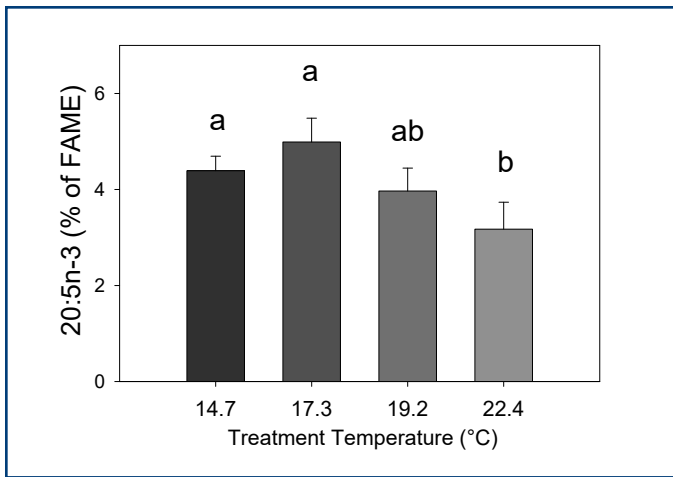 20:5n-3 (% of FAME)
6
4
2
0
a
a
ab
b
14.7
17.3
19.2
22.4
Treatment Temperature (°C)